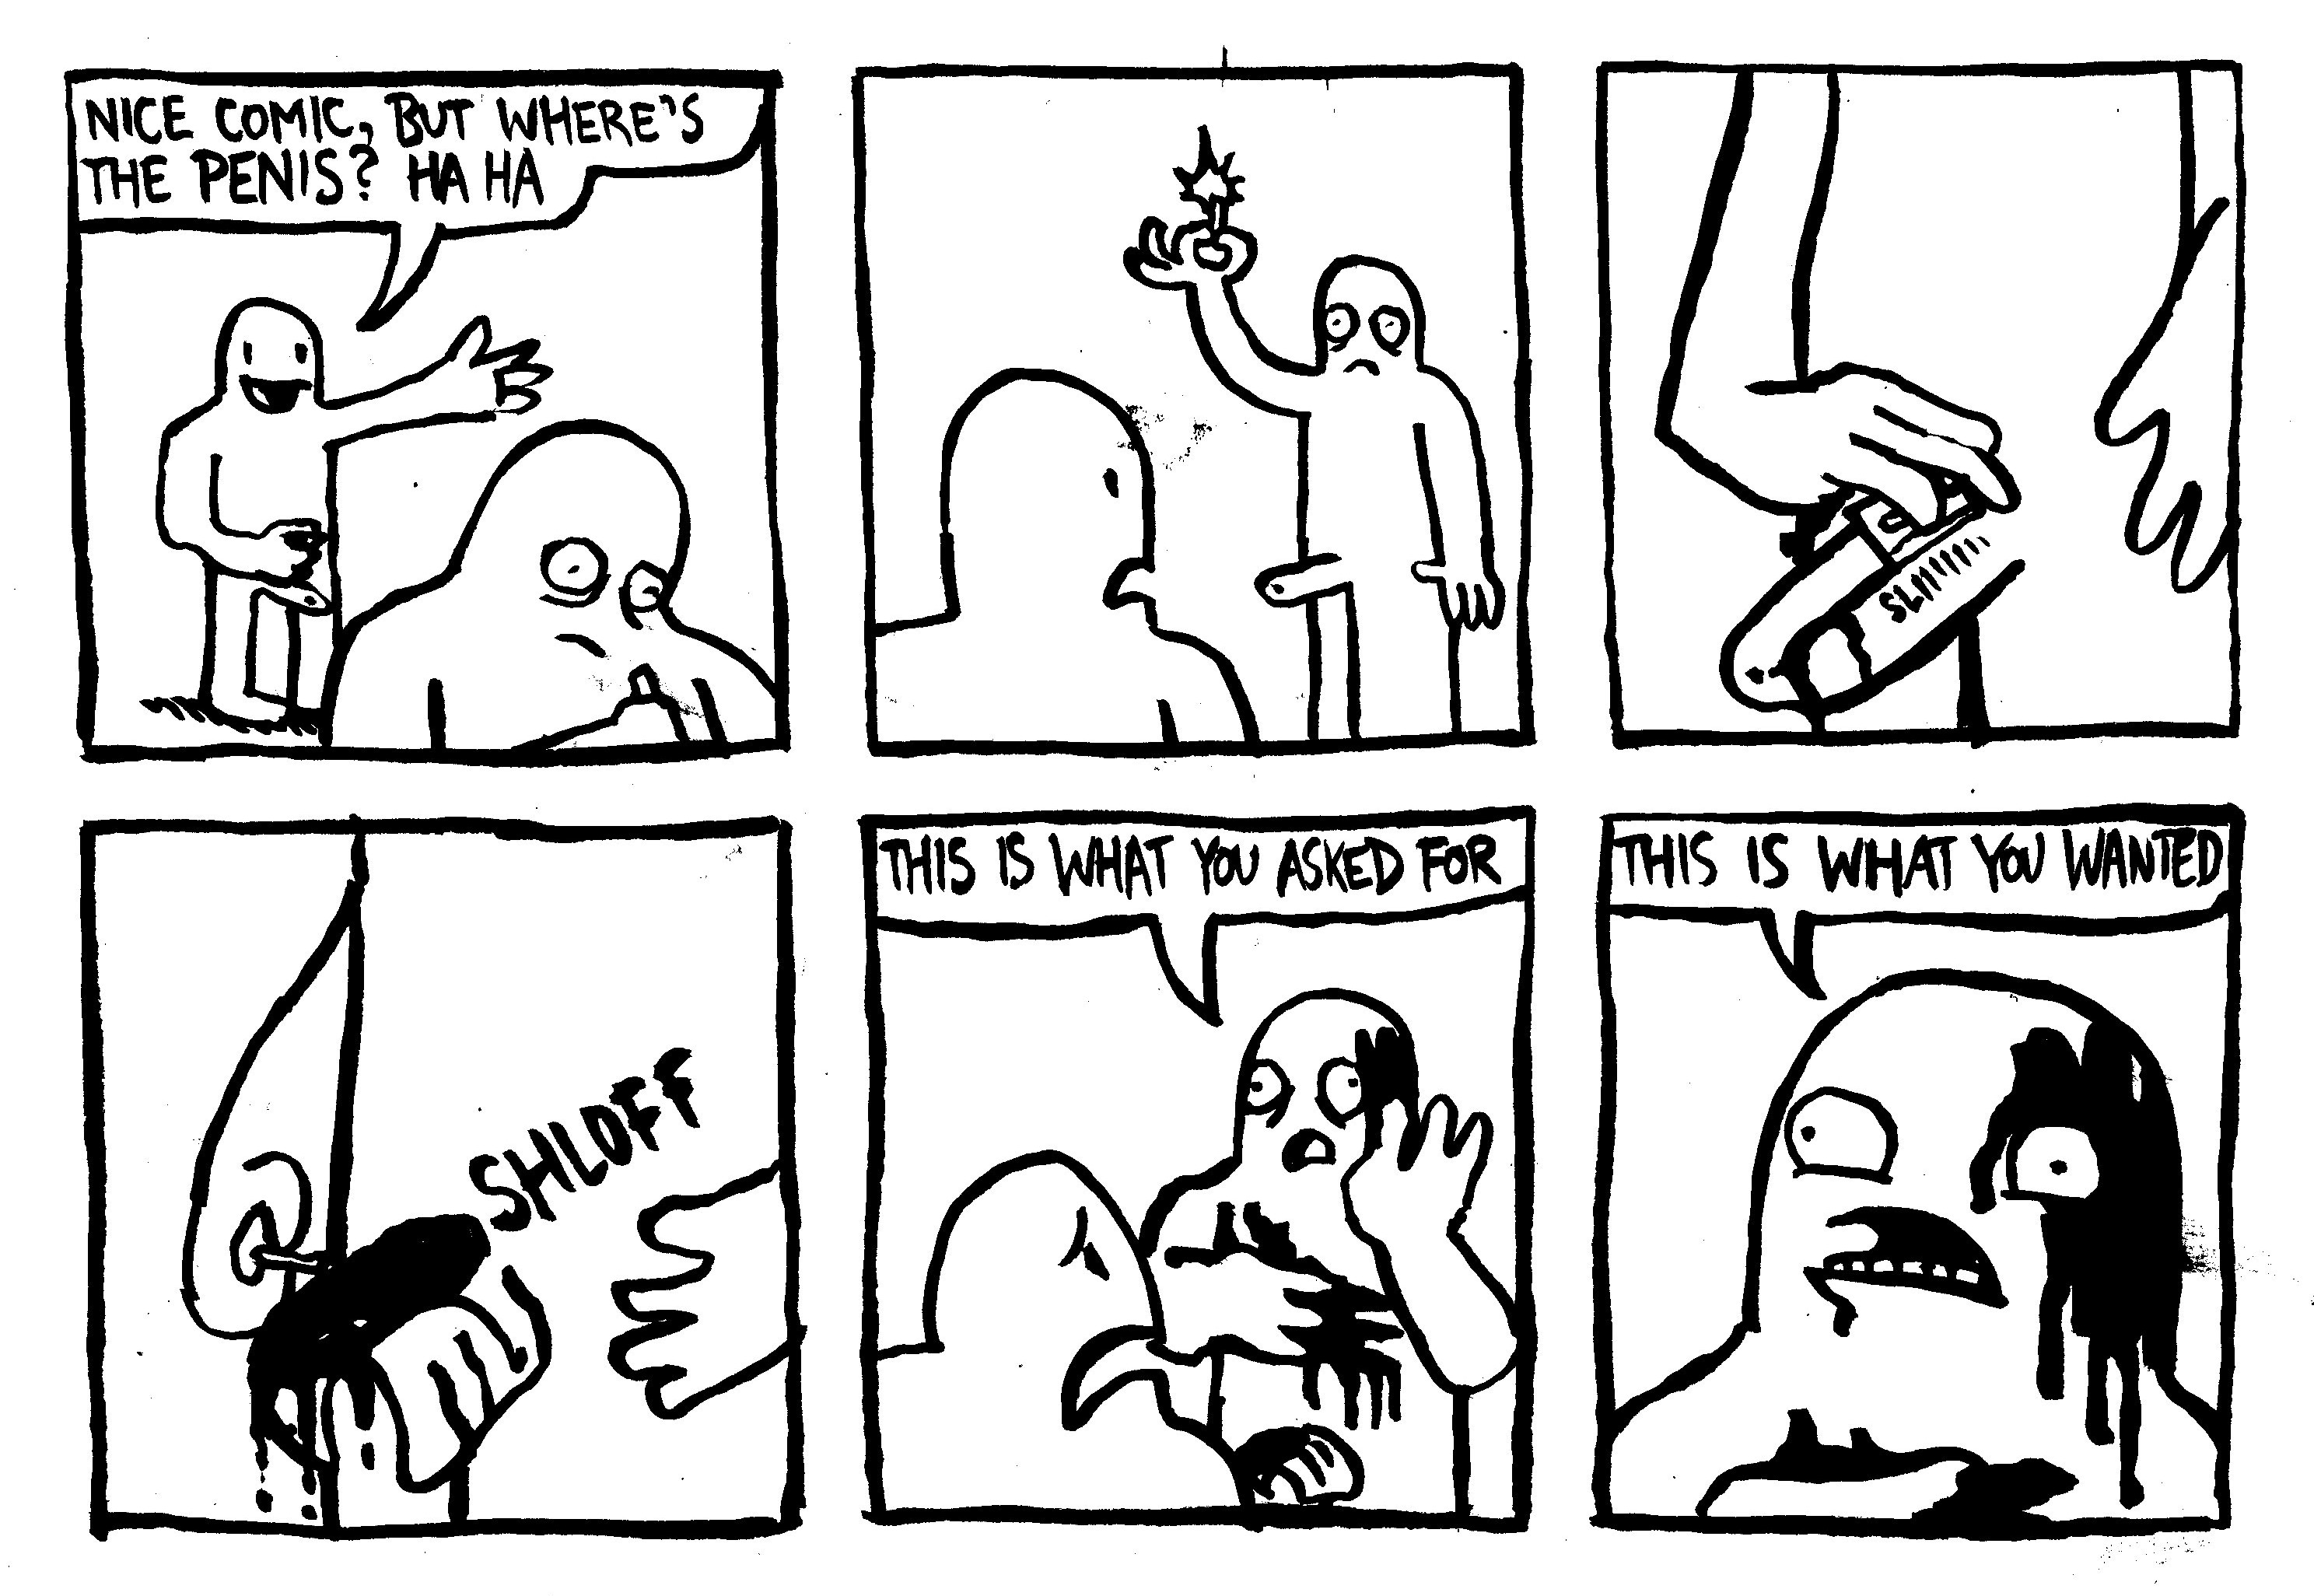 NICE COMIC, BUT WHERE'S
THE PENIS? HA HA
SLIIIIII
SHLOFF
THIS IS WHAT YOU ASKED FOR
THIS IS WHAT YOU WANTED